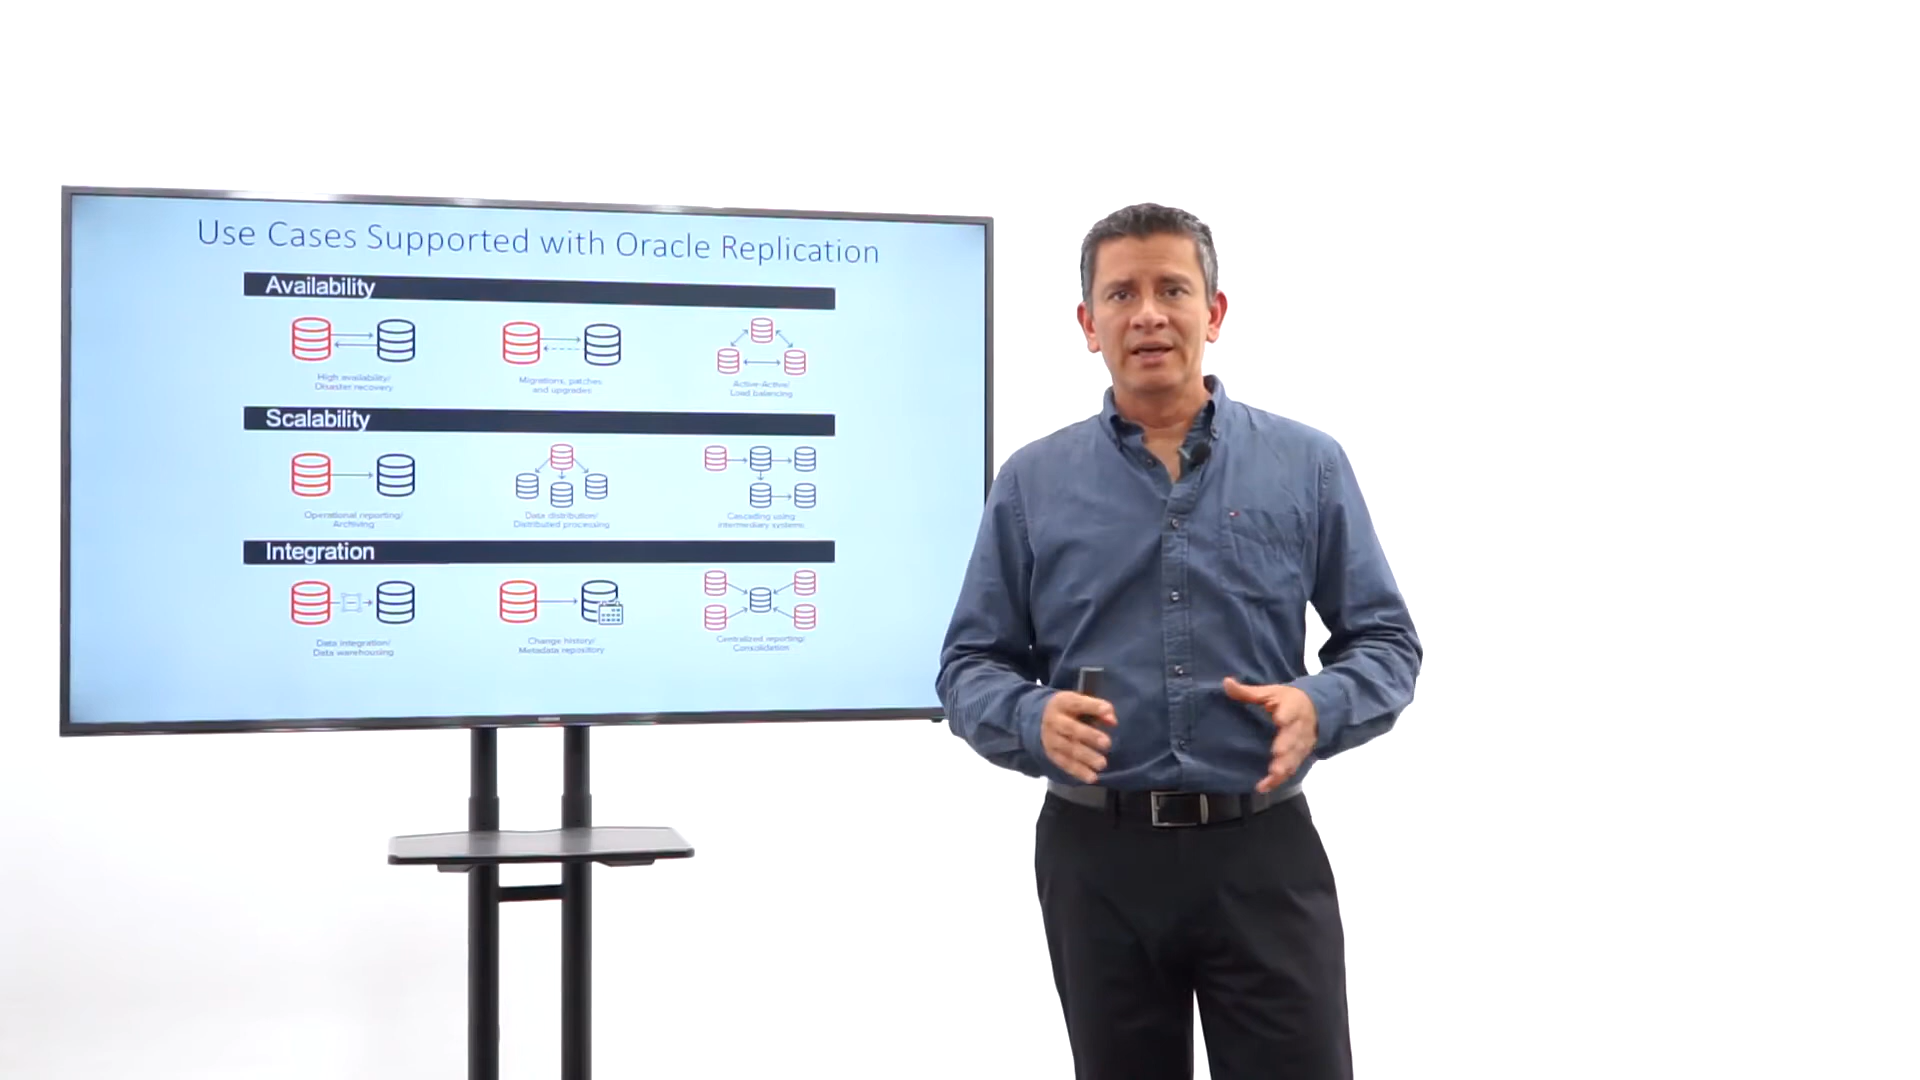 Use Cases Supported with Oracle Replication
Availability
High availability/
Disaster recovery
Migrations, patches
and upgrades
Active-Active/
Load balancing
Scalability
Operational reporting/
Archiving
Data distribution/
Distributed processing
Cascading using
intermediary systems
Integration
Data integration/
Data warehousing
Change history/
Metadata repository
Centralized reporting/
Consolidation